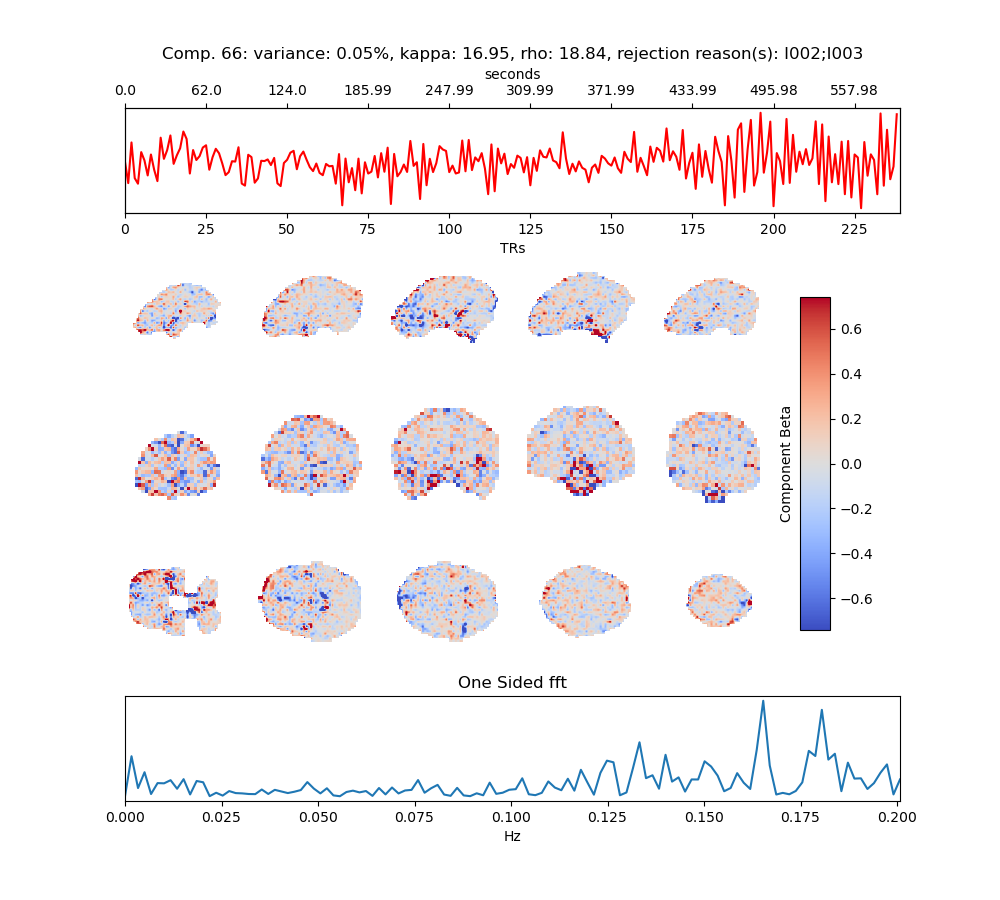 Comp. 66: variance: 0.05%, kappa: 16.95, rho: 18.84, rejection reason(s): I002;I003
seconds
0.0 62.0 124.0 185.99 247.99 309.99 371.99 433.99 495.98 557.98
0 25 50 75 100 125 150 175 200 225
TRs
0.6
0.4
0.2
0.0
−0.2
−0.4
−0.6
Component Beta
One Sided fft
0.000 0.025 0.050 0.075 0.100 0.125 0.150 0.175 0.200
Hz